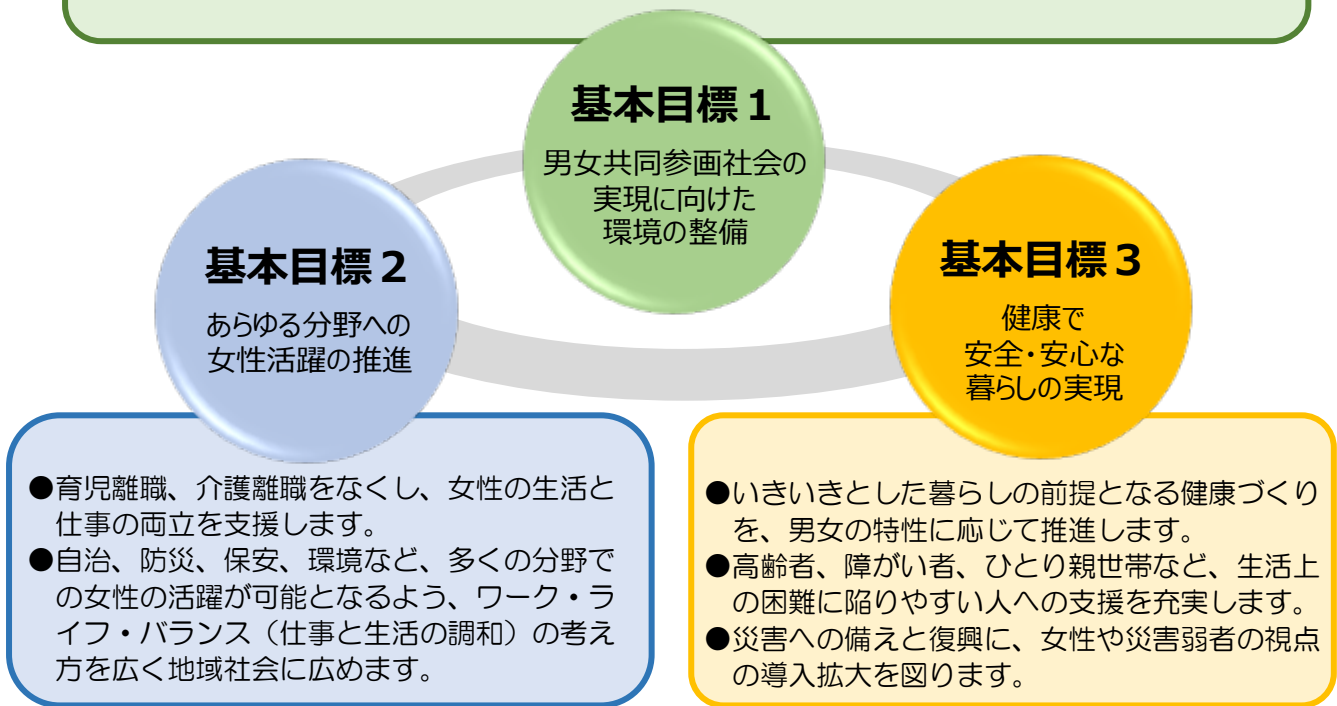 基本目標１
男女共同参画社会の
実現に向けた
環境の整備
基本目標２
あらゆる分野への
女性活躍の推進
基本目標３
健康で
安全・安心な
暮らしの実現
●育児離職、介護離職をなくし、女性の生活と
仕事の両立を支援します。
●自治、防災、保安、環境など、多くの分野で
の女性の活躍が可能となるよう、ワーク・ラ
イフ・バランス（仕事と生活の調和）の考え
方を広く地域社会に広めます。
●いきいきとした暮らしの前提となる健康づくり
を、男女の特性に応じて推進します。
●高齢者、障がい者、ひとり親世帯など、生活上
の困難に陥りやすい人への支援を充実します。
●災害への備えと復興に、女性や災害弱者の視点
の導入拡大を図ります。